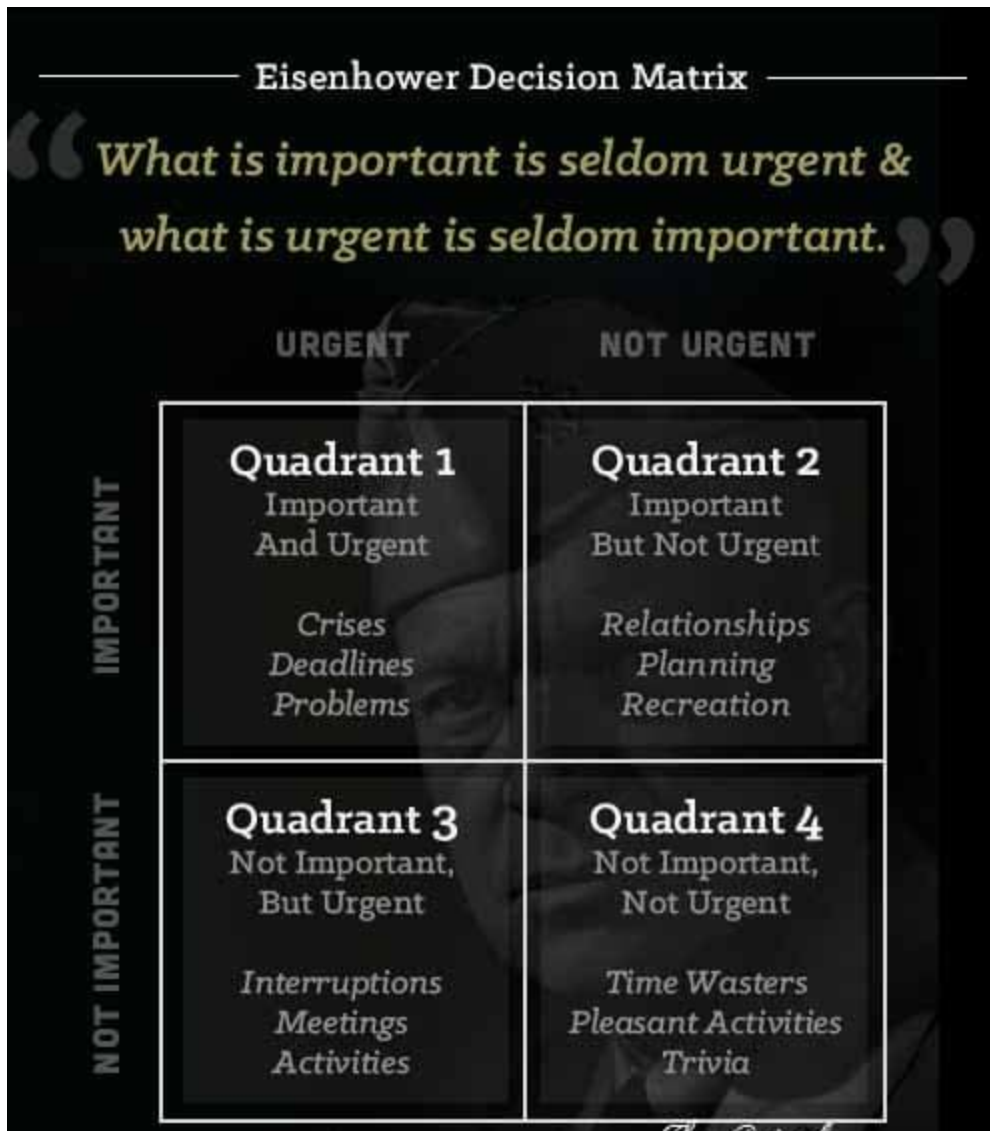 Eisenhower Decision Matrix
“What is important is seldom urgent &
what is urgent is seldom important.”
URGENT
NOT URGENT
IMPORTANT
Quadrant 1
Important
And Urgent
Crises
Deadlines
Problems
Quadrant 2
Important
But Not Urgent
Relationships
Planning
Recreation
NOT IMPORTANT
Quadrant 3
Not Important,
But Urgent
Interruptions
Meetings
Activities
Quadrant 4
Not Important,
Not Urgent
Time Wasters
Pleasant Activities
Trivia